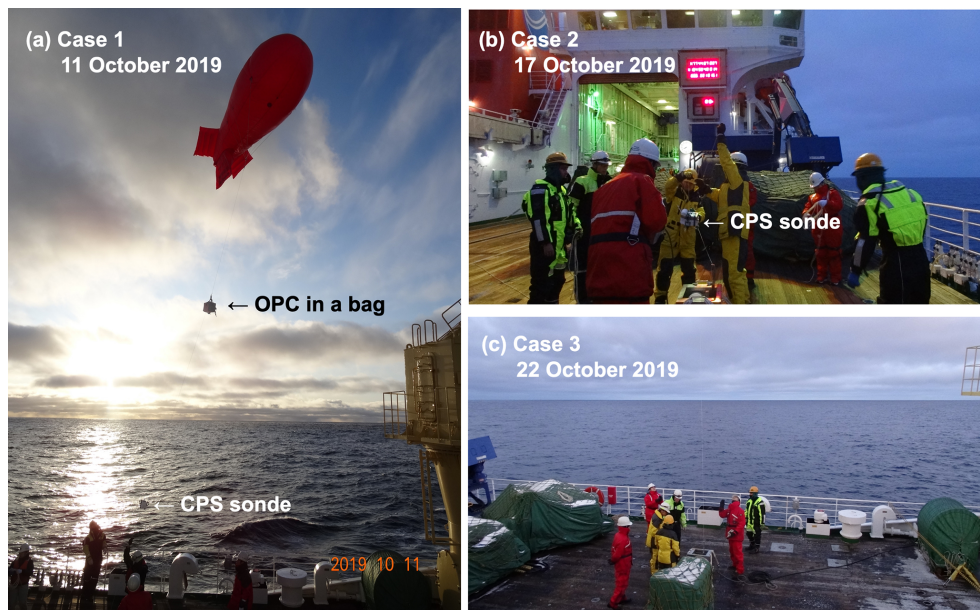 (a) Case 1
11 October 2019
← OPC in a bag
← CPS sonde
2019 10 11
(b) Case 2
17 October 2019
← CPS sonde
(c) Case 3
22 October 2019